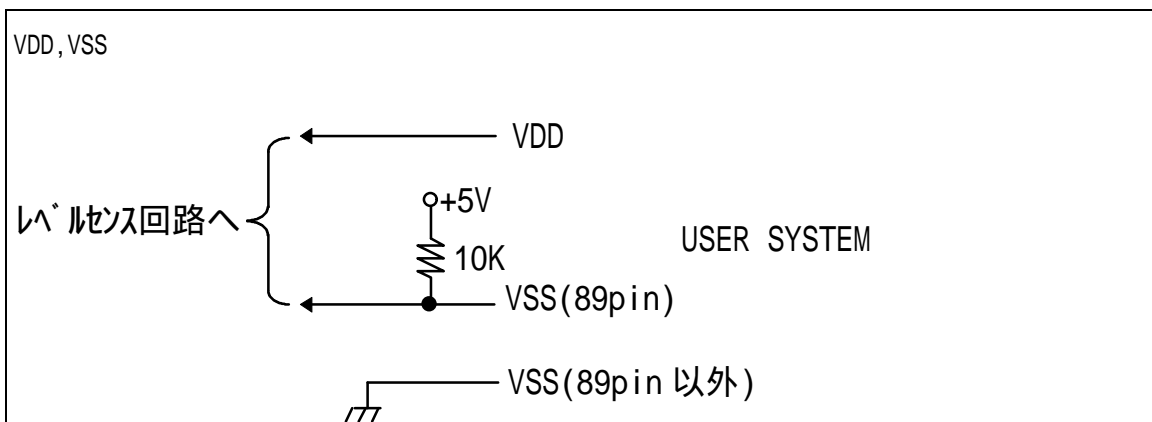 VDD,VSS
VDD
+5V
レベルセンス回路へ
USER SYSTEM
10K
VSS(89pin)
VSS(89pin 以外)